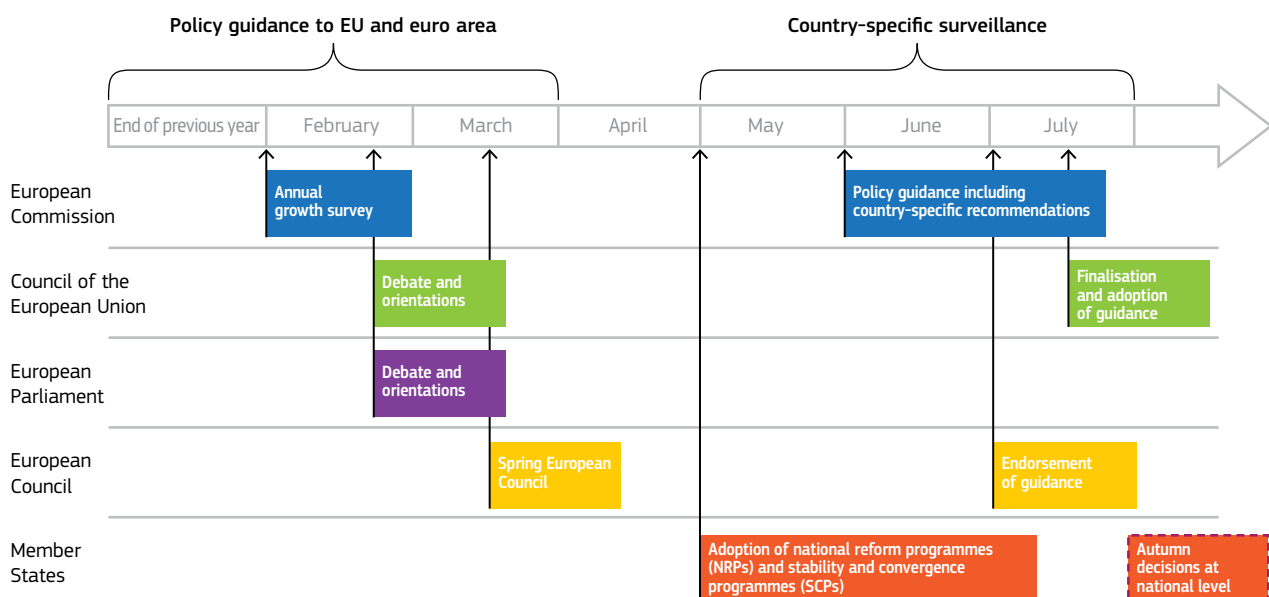 Policy guidance to EU and euro area
Country-specific surveillance
End of previous year
February
March
April
May
June
July
European
Commission
Annual
growth survey
Policy guidance including
country-specific recommendations
Council of the
European Union
Debate and
orientations
Finalisation
and adoption
of guidance
European
Parliament
Debate and
orientations
European
Council
Spring European
Council
Endorsement
of guidance
Member
States
Adoption of national reform programmes
(NRPs) and stability and convergence
programmes (SCPs)
Autumn
decisions at
national level